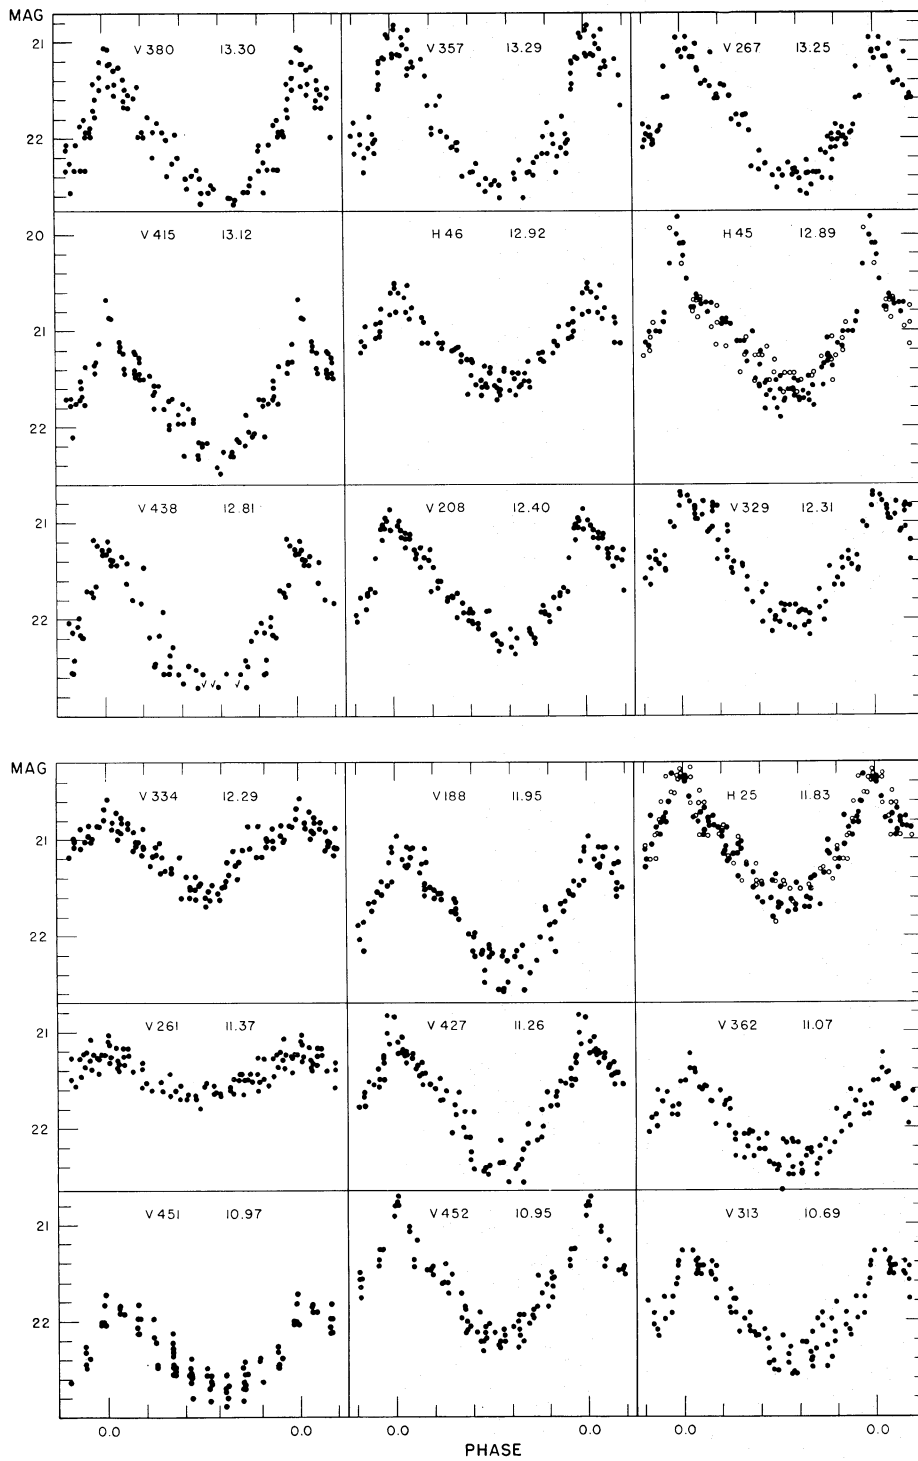 MAG
21
V 380 13.30
V 357 13.29
V 267 13.25
22
20
V 415 13.12
H 46 12.92
H 45 12.89
21
22
V 438 12.81
V 208 12.40
V 329 12.31
21
22
MAG
V 334 12.29
V 188 11.95
H 25 11.83
21
22
21
V 261 11.37
V 427 11.26
V 362 11.07
22
21
V 451 10.97
V 452 10.95
V 313 10.69
22
0.0 0.0 0.0 0.0 0.0 0.0
PHASE